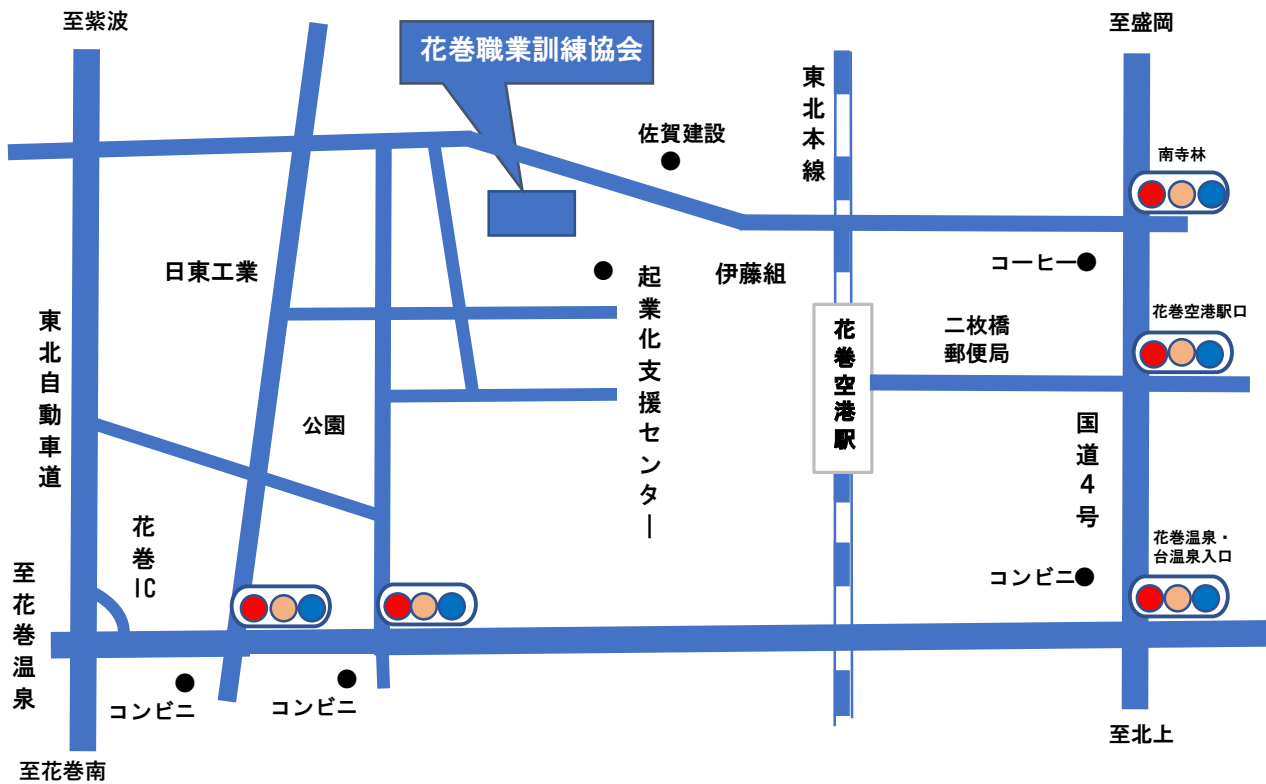 至紫波
至盛岡
花巻職業訓練協会
東北本線
佐賀建設
南寺林
日東工業
起業化支援センター
伊藤組
コーヒー
東北自動車道
花巻空港駅
二枚橋
郵便局
花巻空港駅口
公園
国道4号
花巻IC
至花巻温泉
コンビニ
花巻温泉・
台温泉入口
コンビニ
コンビニ
至北上
至花巻南